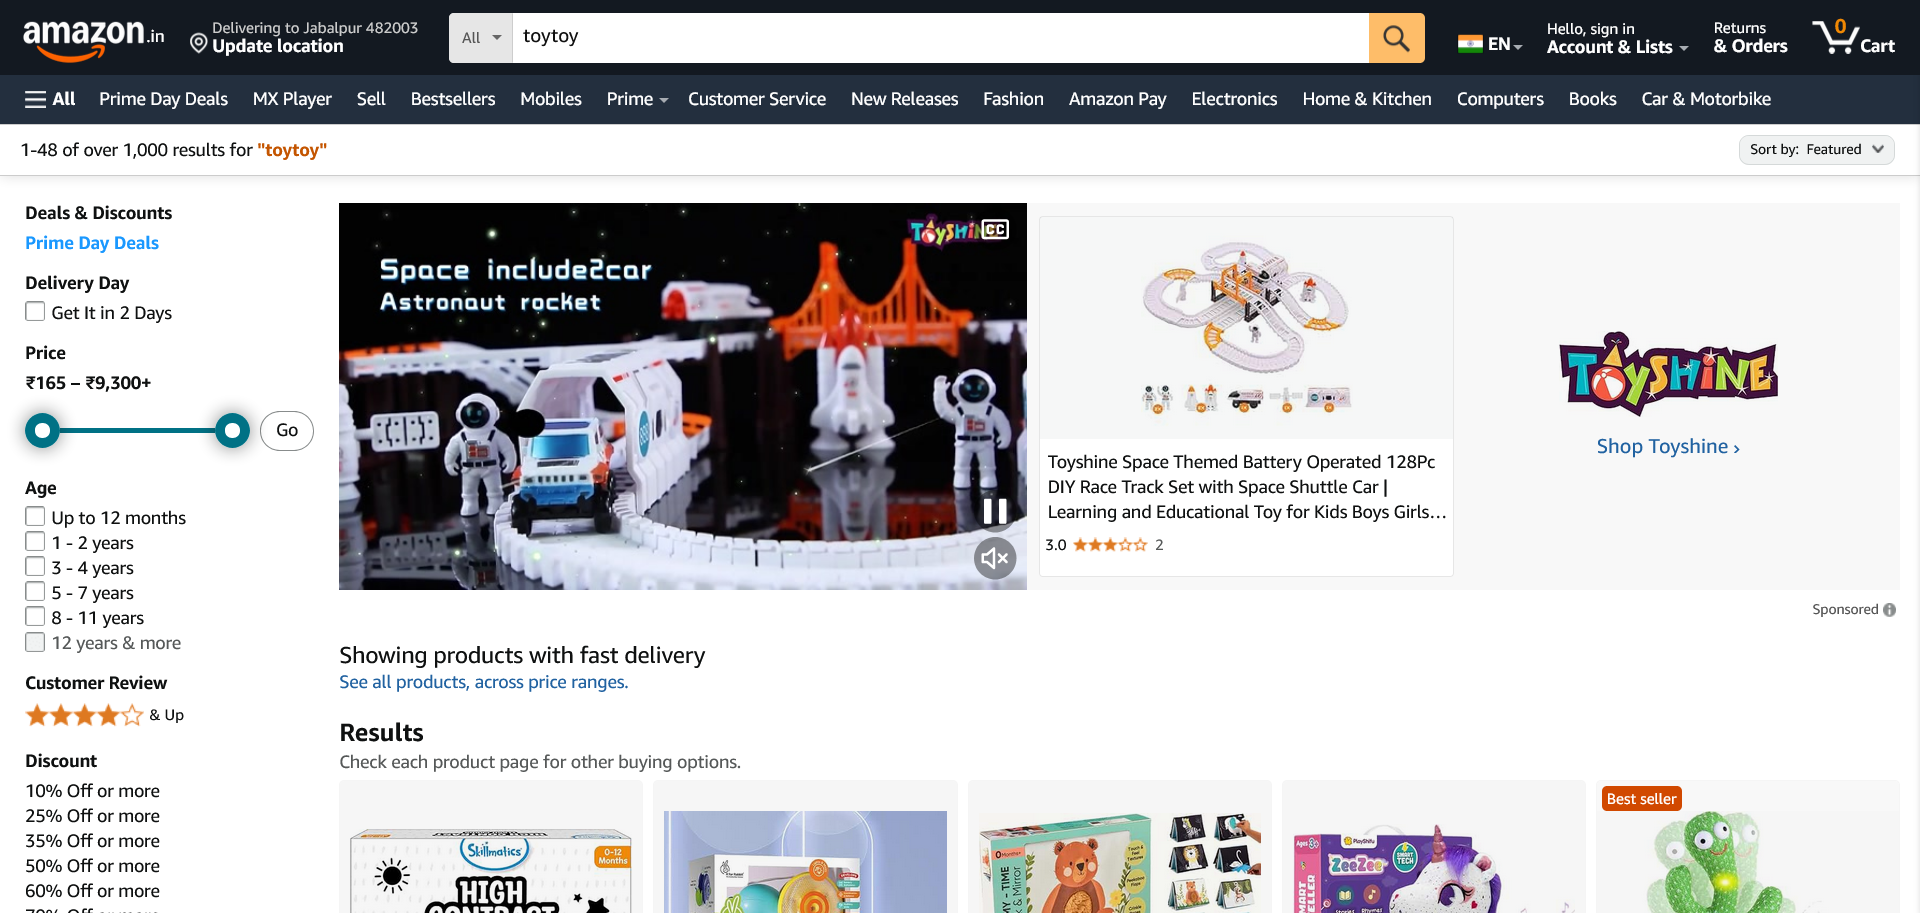 amazon.in
Delivering to Jabalpur 482003
Update location
All
toytoy
EN
Hello, sign in
Account & Lists
Returns
& Orders
0
Cart
All
Prime Day Deals
MX Player
Sell
Bestsellers
Mobiles
Prime
Customer Service
New Releases
Fashion
Amazon Pay
Electronics
Home & Kitchen
Computers
Books
Car & Motorbike
1-48 of over 1,000 results for "toytoy"
Sort by: Featured
Deals & Discounts
Prime Day Deals
Delivery Day
Get It in 2 Days
Price
₹165 – ₹9,300+
Go
Age
Up to 12 months
1 - 2 years
3 - 4 years
5 - 7 years
8 - 11 years
12 years & more
Customer Review
& Up
Discount
10% Off or more
25% Off or more
35% Off or more
50% Off or more
60% Off or more
Space include2car
Astronaut rocket
CC
Toyshine Space Themed Battery Operated 128Pc
DIY Race Track Set with Space Shuttle Car |
Learning and Educational Toy for Kids Boys Girls…
3.0
2
TOYSHINE
Shop Toyshine ›
Sponsored
Showing products with fast delivery
See all products, across price ranges.
Results
Check each product page for other buying options.
Skillmatics
0-12
Months
HIGH
0 Months+
MY-TIME
& Mirror
PlayShifu
ZeeZee
SMART
TECH
Best seller